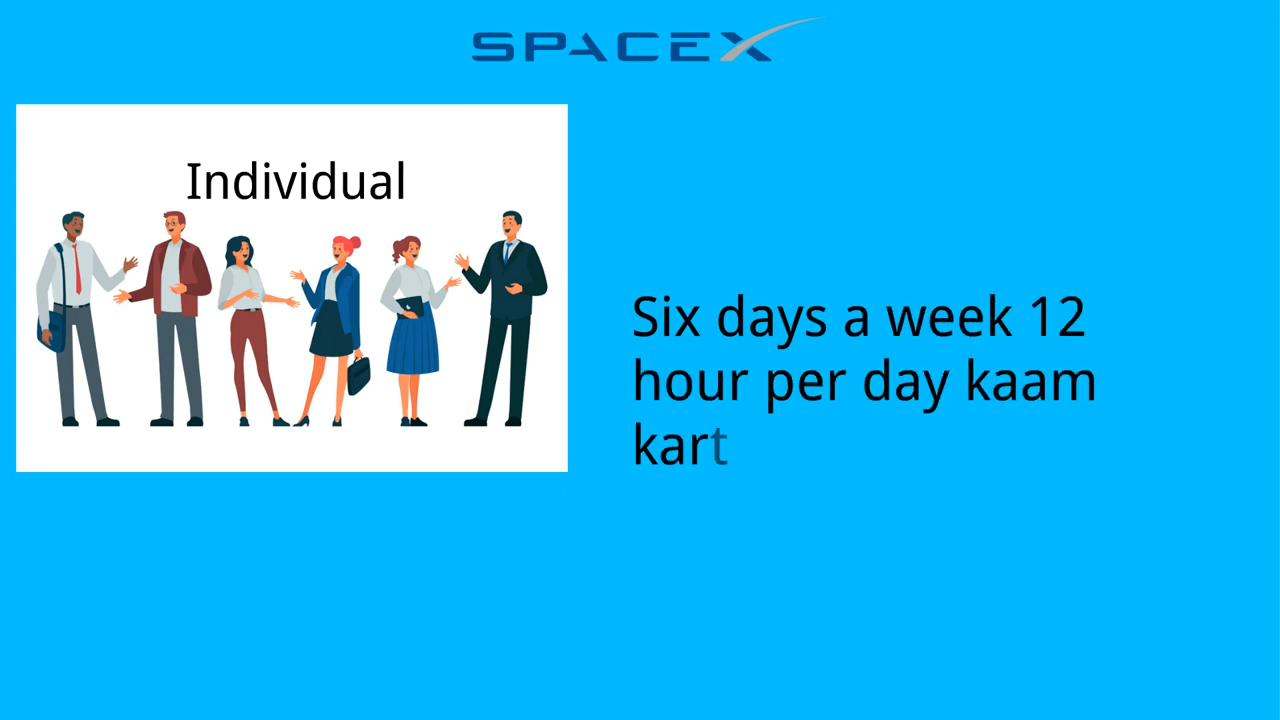 SPACEX
Individual
Six days a week 12
hour per day kaam
kart